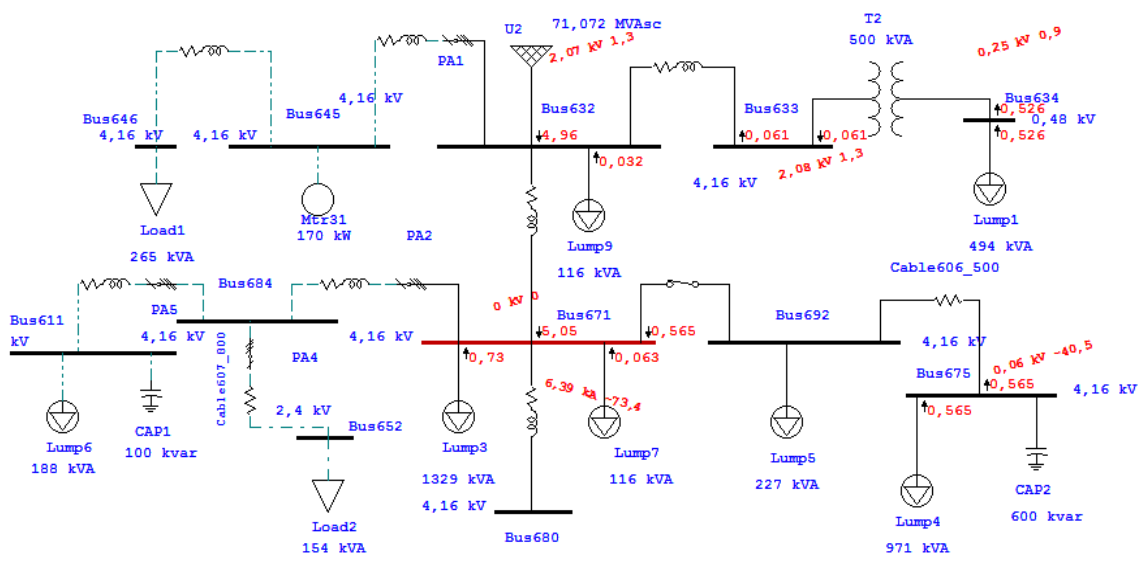 U2
71,072 MVAsc
2,07 kV 1,3
T2
500 kVA
0,25 kV 0,9
PA1
Bus646
4,16 kV
Bus645
4,16 kV
4,16 kV
Bus632
4,96
0,032
Bus633
0,061
0,061
2,08 kV 1,3
4,16 kV
Bus634
0,526
0,48 kV
0,526
Load1
265 kVA
Mtr31
170 kW
PA2
Lump9
116 kVA
Lump1
494 kVA
Cable606_500
Bus611
kV
PA5
Bus684
4,16 kV
4,16 kV
PA4
Cable607_800
0 kV 0
Bus671
5,05
0,565
0,73
0,063
6,39 kA -73,4
Bus692
4,16 kV
Bus675
0,06 kV -40,5
0,565
4,16 kV
0,565
Lump6
188 kVA
CAP1
100 kvar
2,4 kV
Bus652
Load2
154 kVA
Lump3
1329 kVA
4,16 kV
Bus680
Lump7
116 kVA
Lump5
227 kVA
Lump4
971 kVA
CAP2
600 kvar